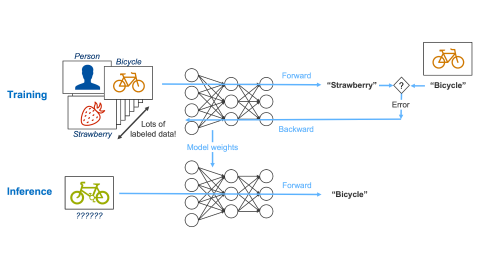 Person
Bicycle
Training
Strawberry
Lots of
labeled data!
Forward
"Strawberry"
?
"Bicycle"
Error
Backward
Model weights
Inference
??????
Forward
"Bicycle"